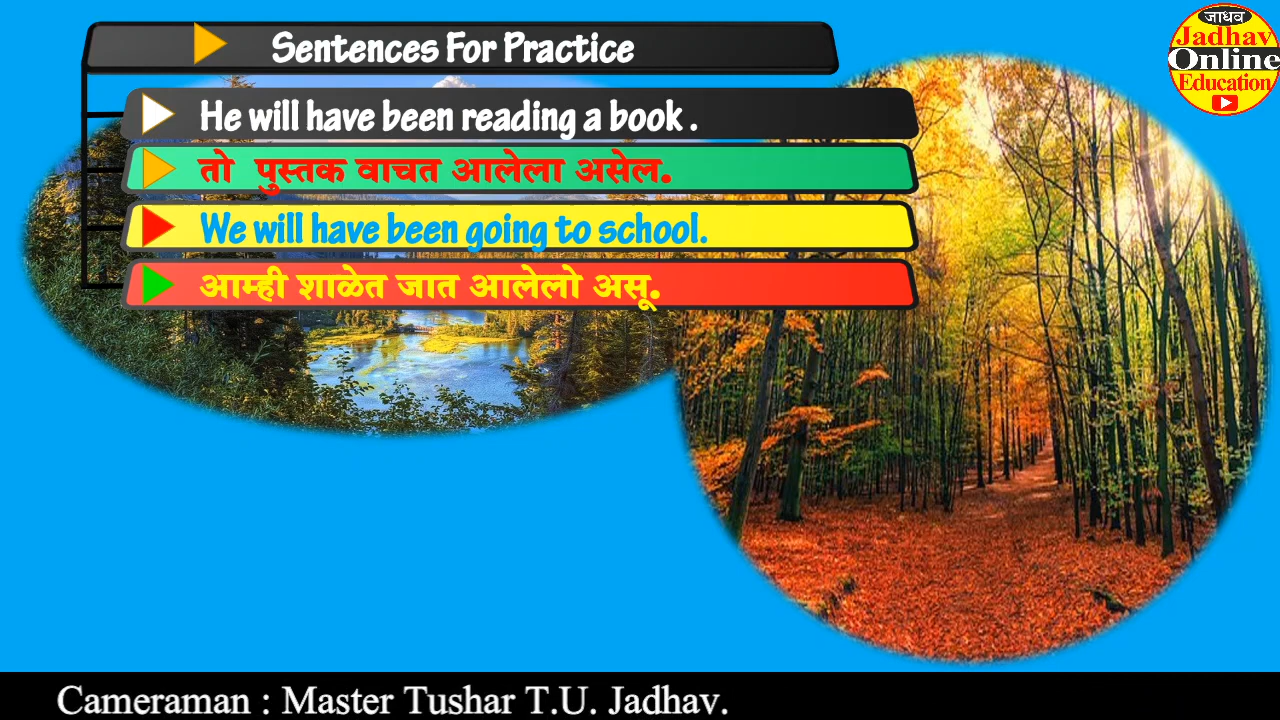 Sentences For Practice
He will have been reading a book .
तो पुस्तक वाचत आलेला असेल.
We will have been going to school.
आम्ही शाळेत जात आलेलो असू.
जाधव
Jadhav
Online
Education
Cameraman : Master Tushar T.U. Jadhav.